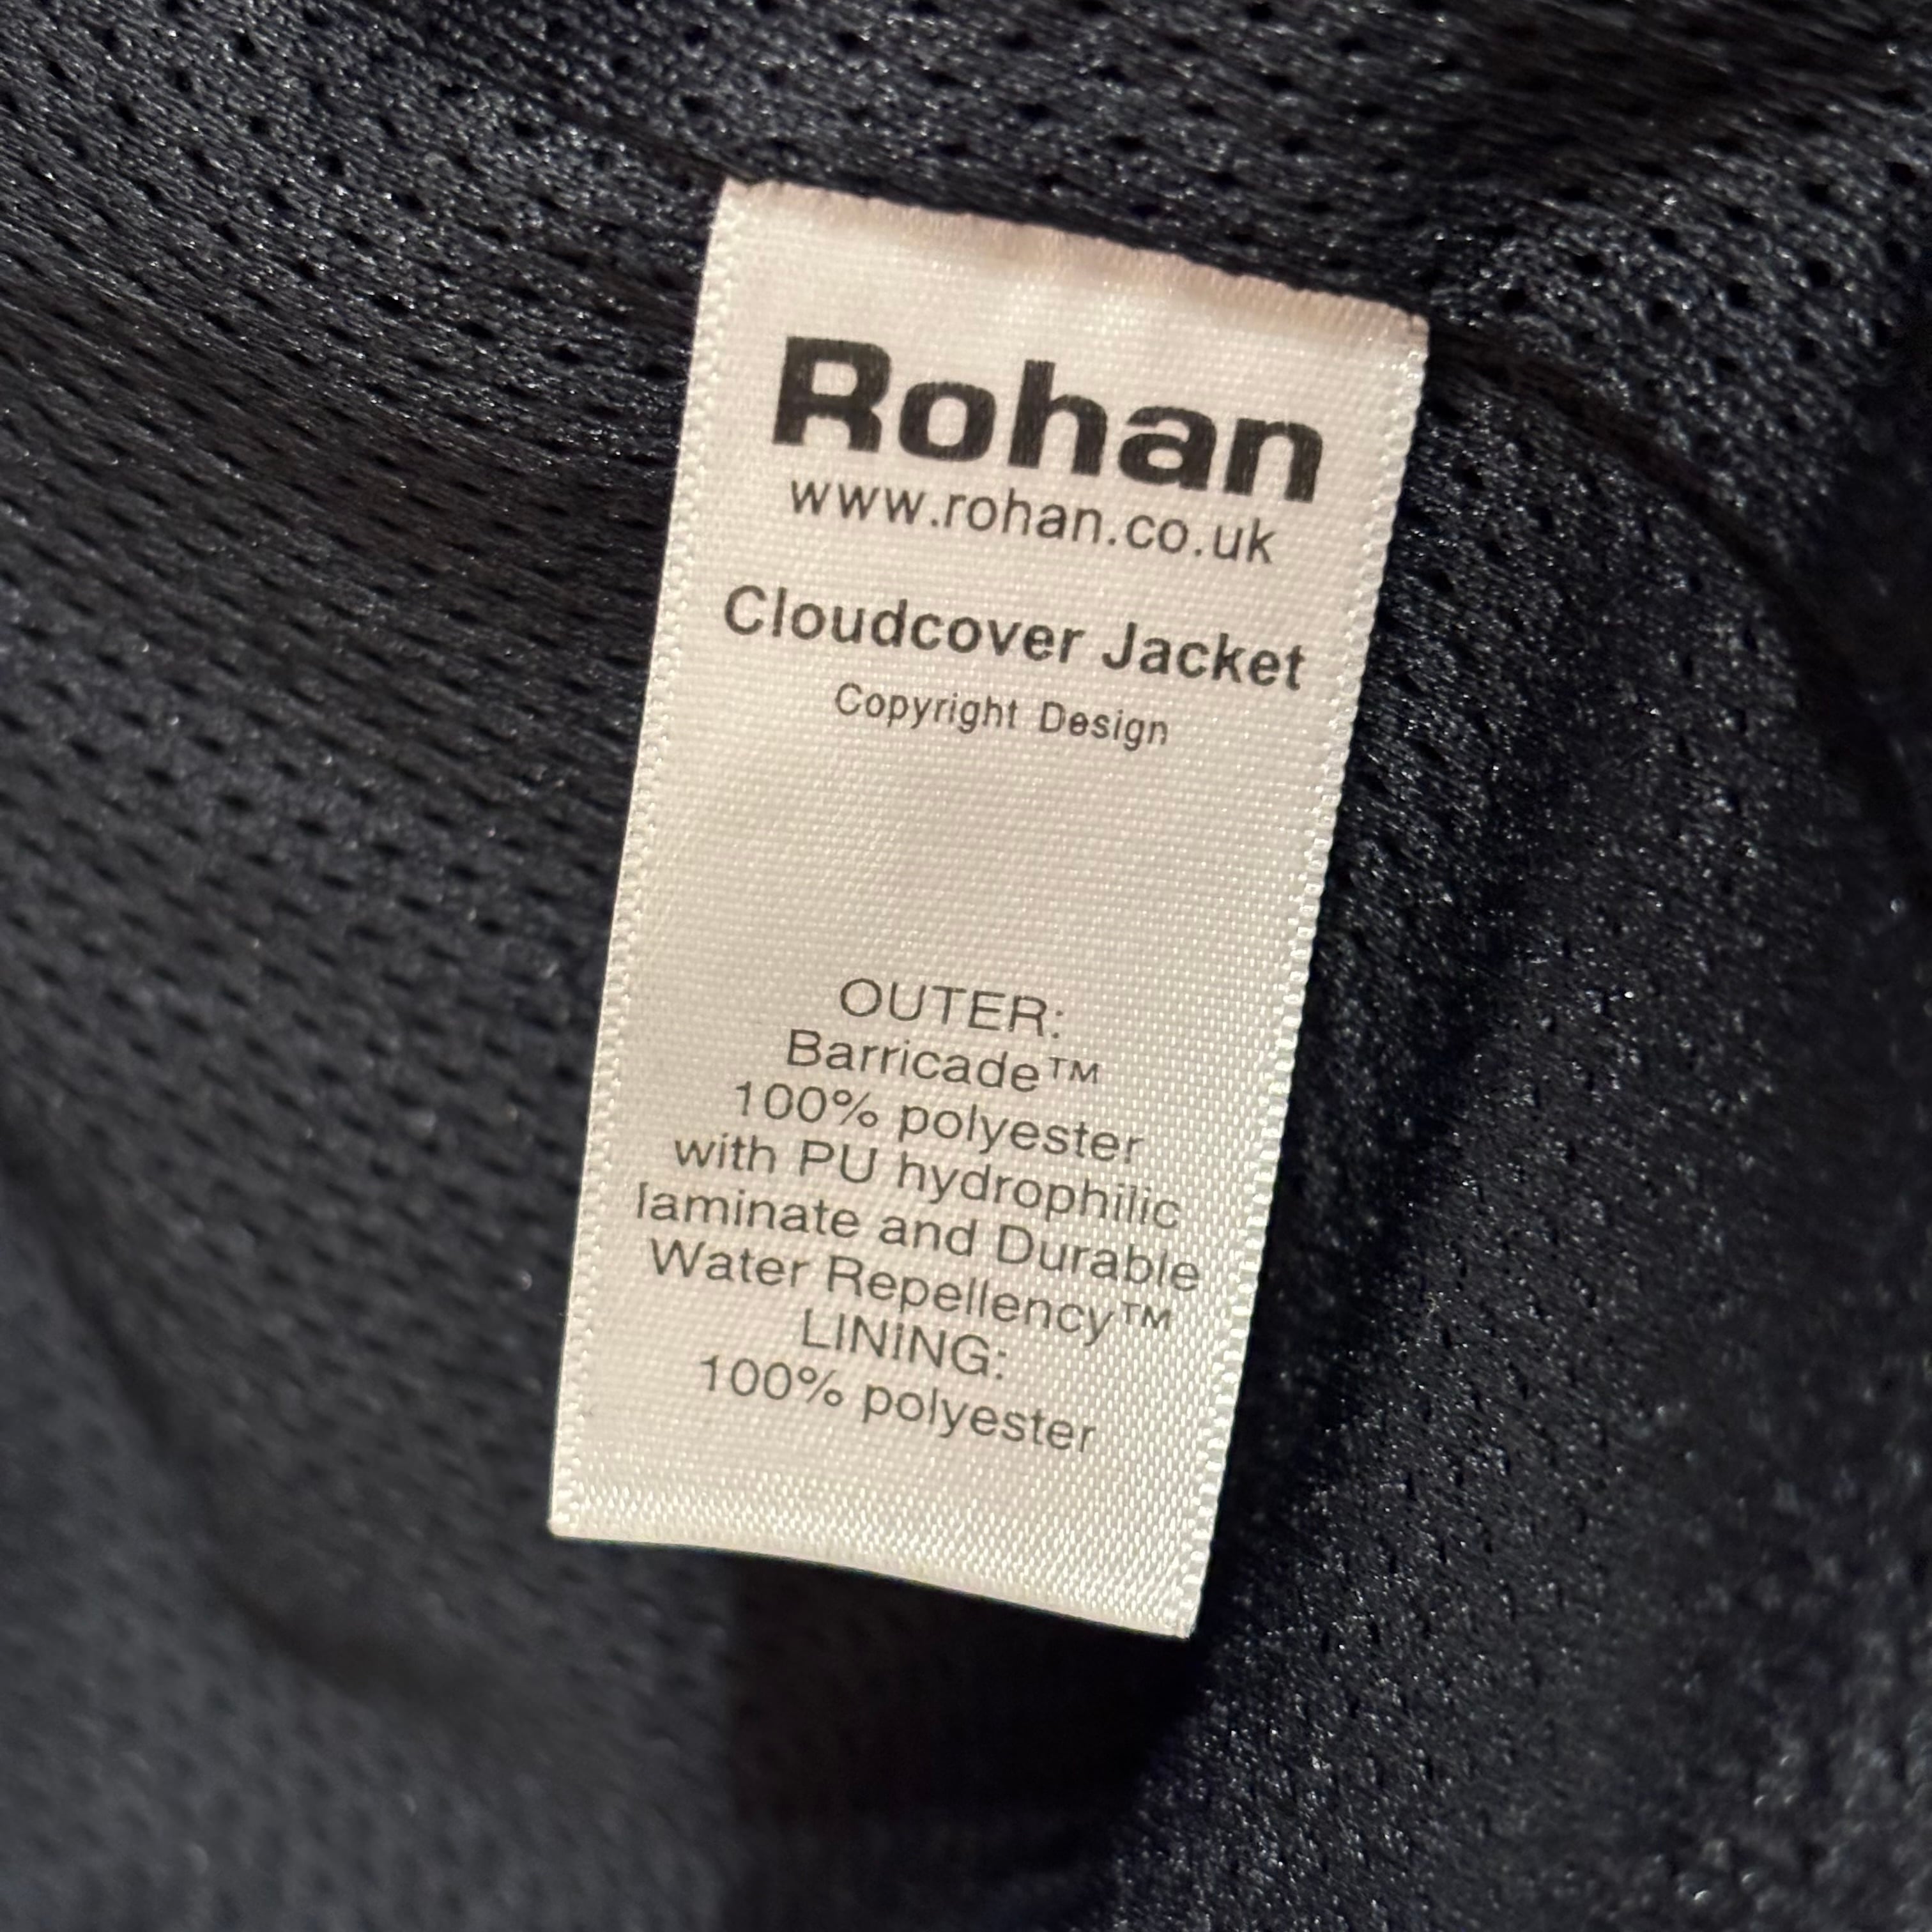 Rohan
www.rohan.co.uk
Cloudcover Jacket
Copyright Design
OUTER:
Barricade™
100% polyester
with PU hydrophilic
laminate and Durable
Water Repellency™
LINING:
100% polyester